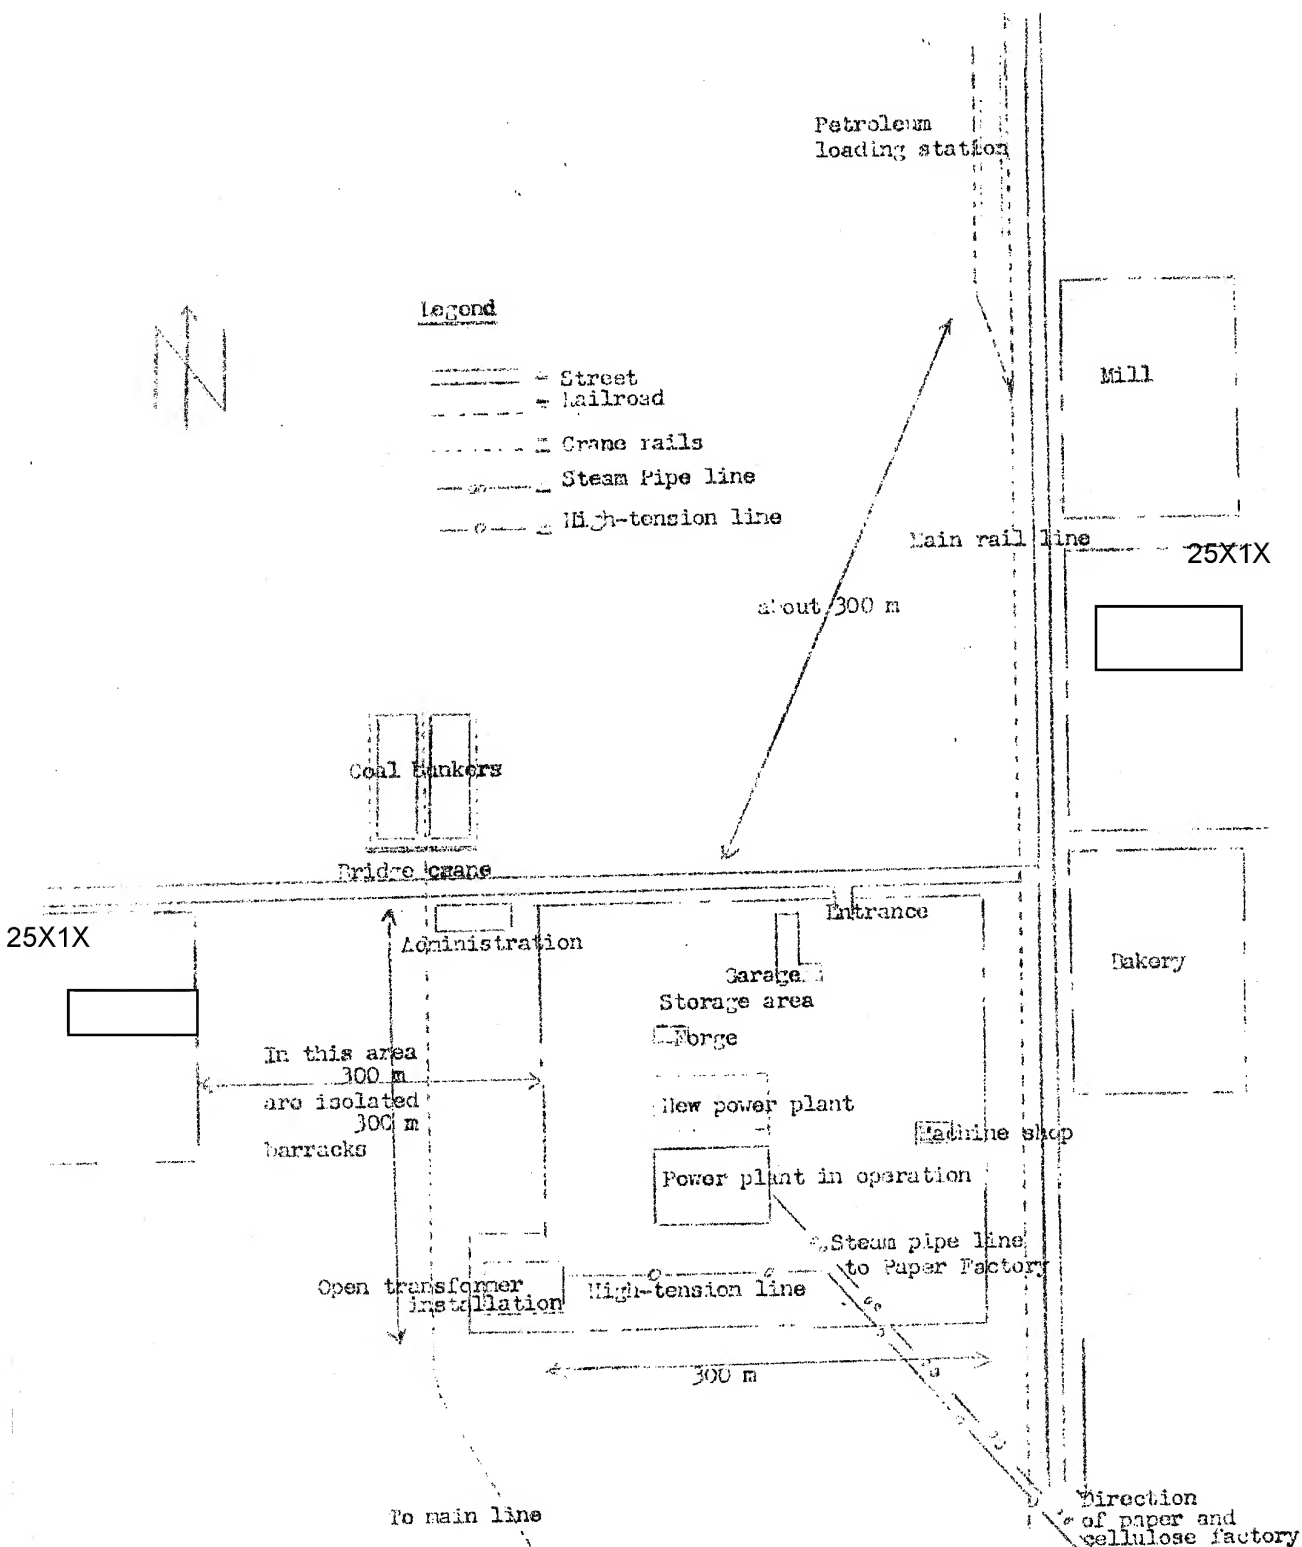 Petroleum
loading station
Legend
= Street
= Railroad
= Crane rails
= Steam Pipe line
= High-tension line
N
Mill
Main rail line
25X1X
about 300 m
Coal Bunkers
Bridge crane
Entrance
25X1X
Administration
Bakery
Garage
Storage area
Forge
In this area
300 m
are isolated
300 m
barracks
New power plant
Machine shop
Power plant in operation
Steam pipe line
to Paper Factory
Open transformer
installation
High-tension line
300 m
To main line
Direction
of paper and
cellulose factory